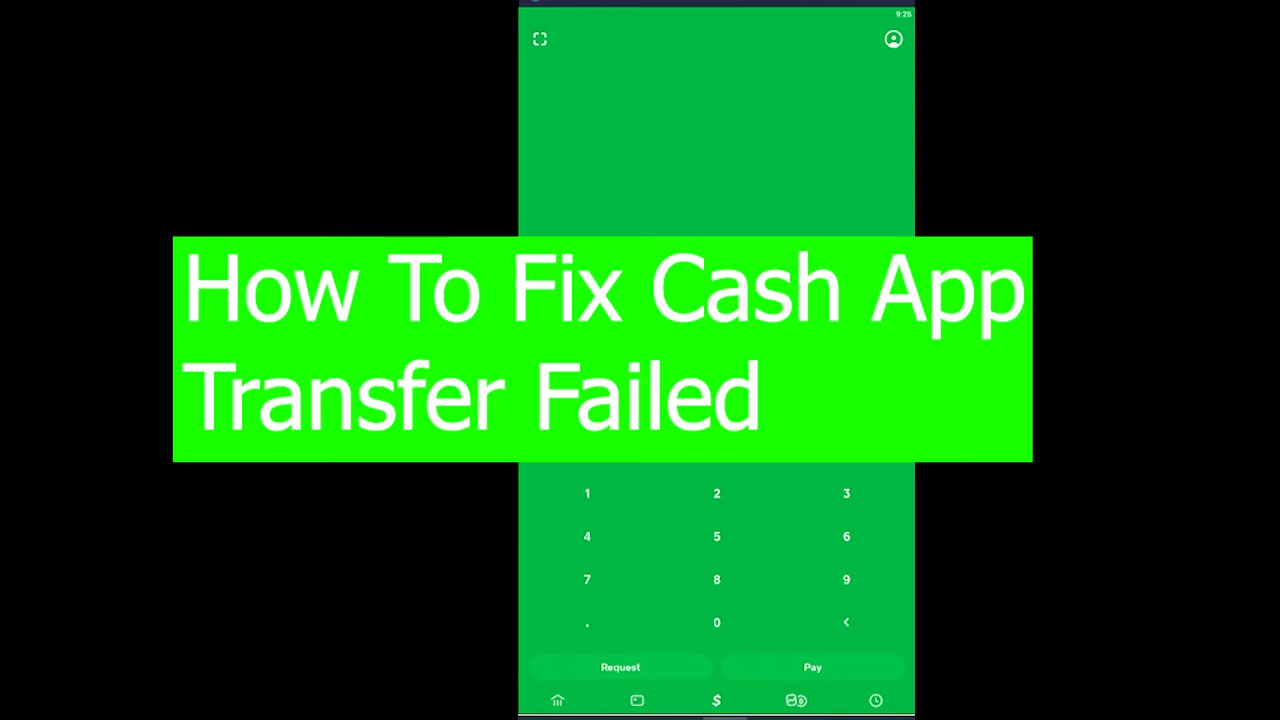 9:25
How To Fix Cash App
Transfer Failed
1 2 3
4 5 6
7 8 9
. 0 <
Request Pay
$